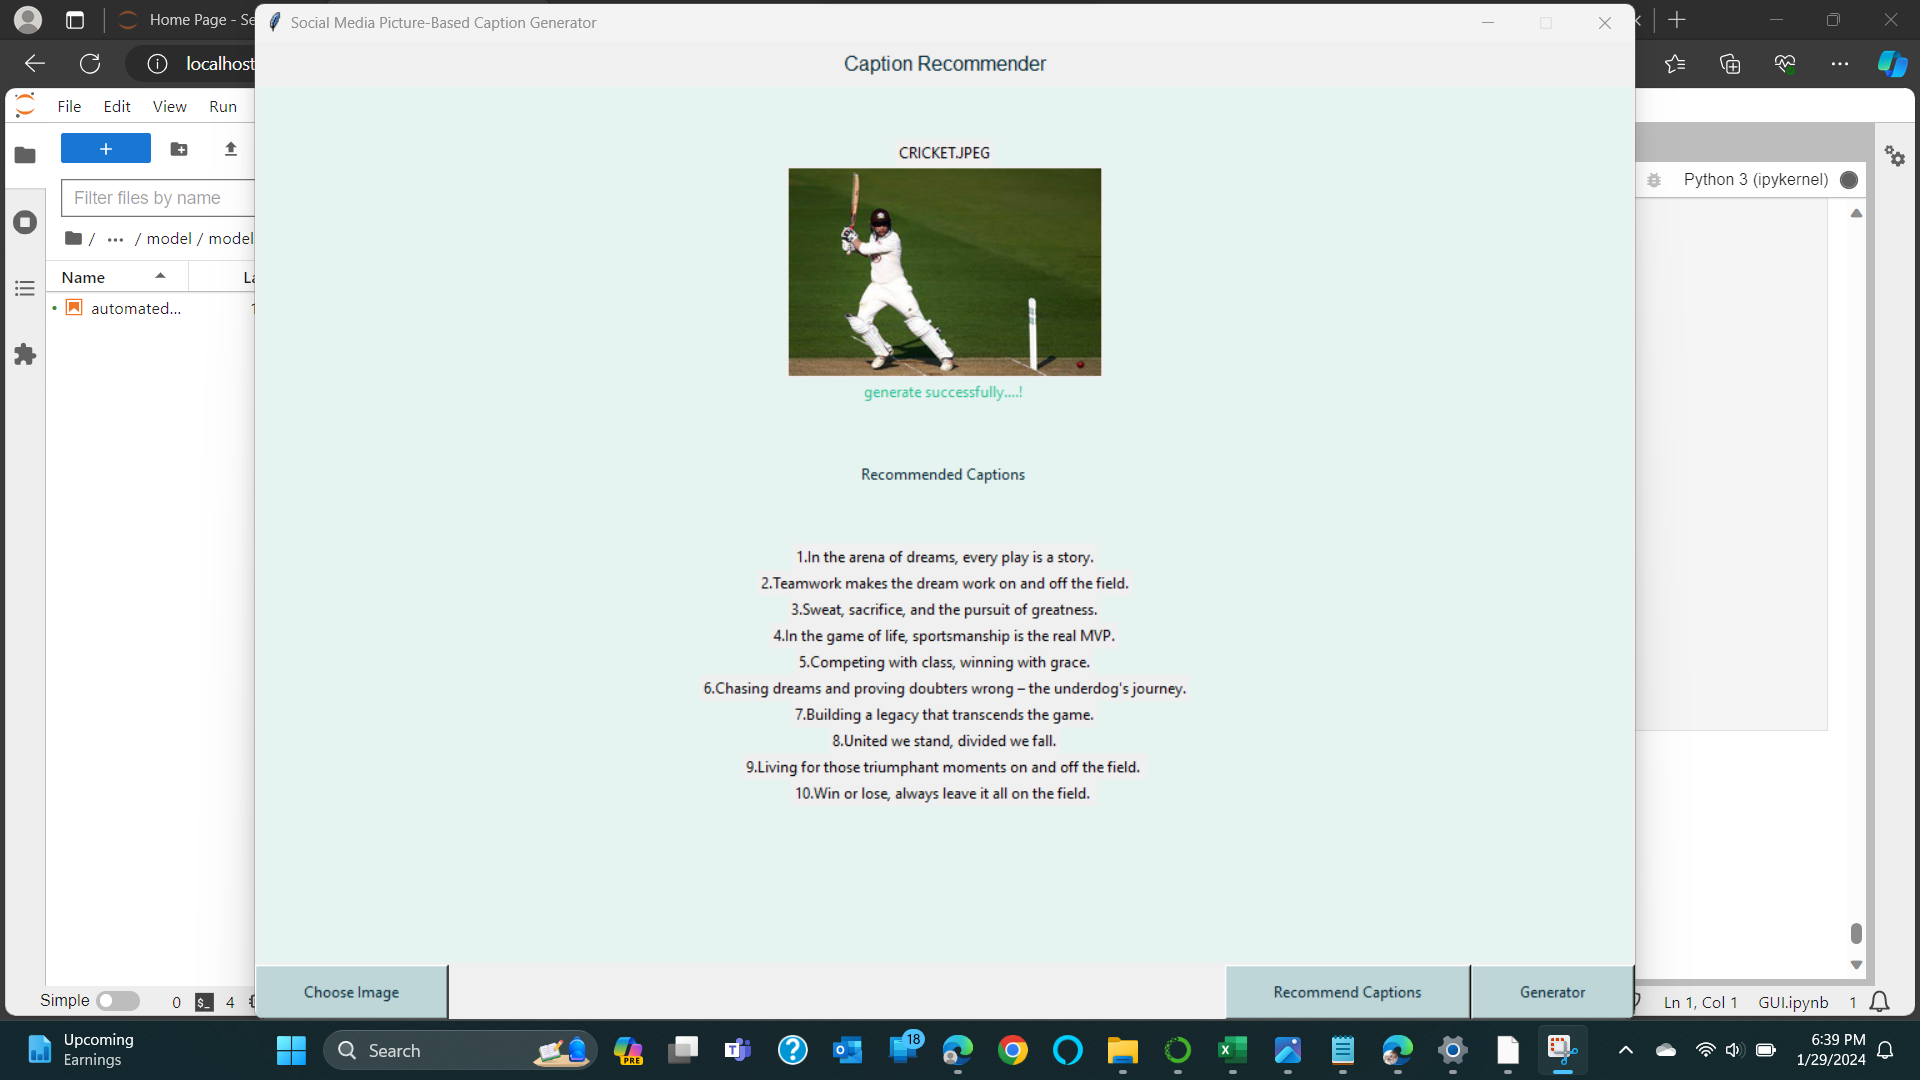 Home Page - Se
Social Media Picture-Based Caption Generator
localhost
Caption Recommender
File Edit View Run
CRICKET.JPEG
Python 3 (ipykernel)
Filter files by name
/ ... / model / model
Name
automated...
generate successfully....!
Recommended Captions
1.In the arena of dreams, every play is a story.
2.Teamwork makes the dream work on and off the field.
3.Sweat, sacrifice, and the pursuit of greatness.
4.In the game of life, sportsmanship is the real MVP.
5.Competing with class, winning with grace.
6.Chasing dreams and proving doubters wrong – the underdog's journey.
7.Building a legacy that transcends the game.
8.United we stand, divided we fall.
9.Living for those triumphant moments on and off the field.
10.Win or lose, always leave it all on the field.
Choose Image
Recommend Captions
Generator
Simple 0 $_ 4
Ln 1, Col 1 GUI.ipynb 1
Upcoming
Earnings
Search
PRE
18
6:39 PM
1/29/2024